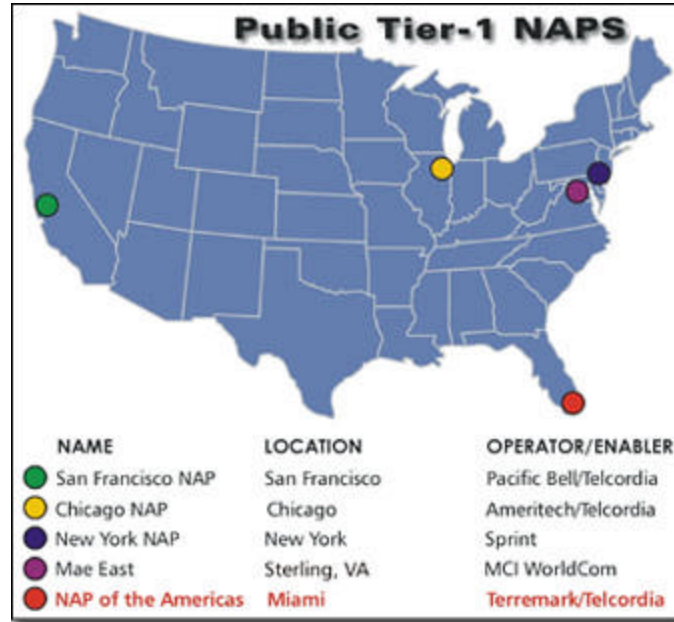 Public Tier-1 NAPS
NAME LOCATION OPERATOR/ENABLER
San Francisco NAP San Francisco Pacific Bell/Telcordia
Chicago NAP Chicago Ameritech/Telcordia
New York NAP New York Sprint
Mae East Sterling, VA MCI WorldCom
NAP of the Americas Miami Terremark/Telcordia